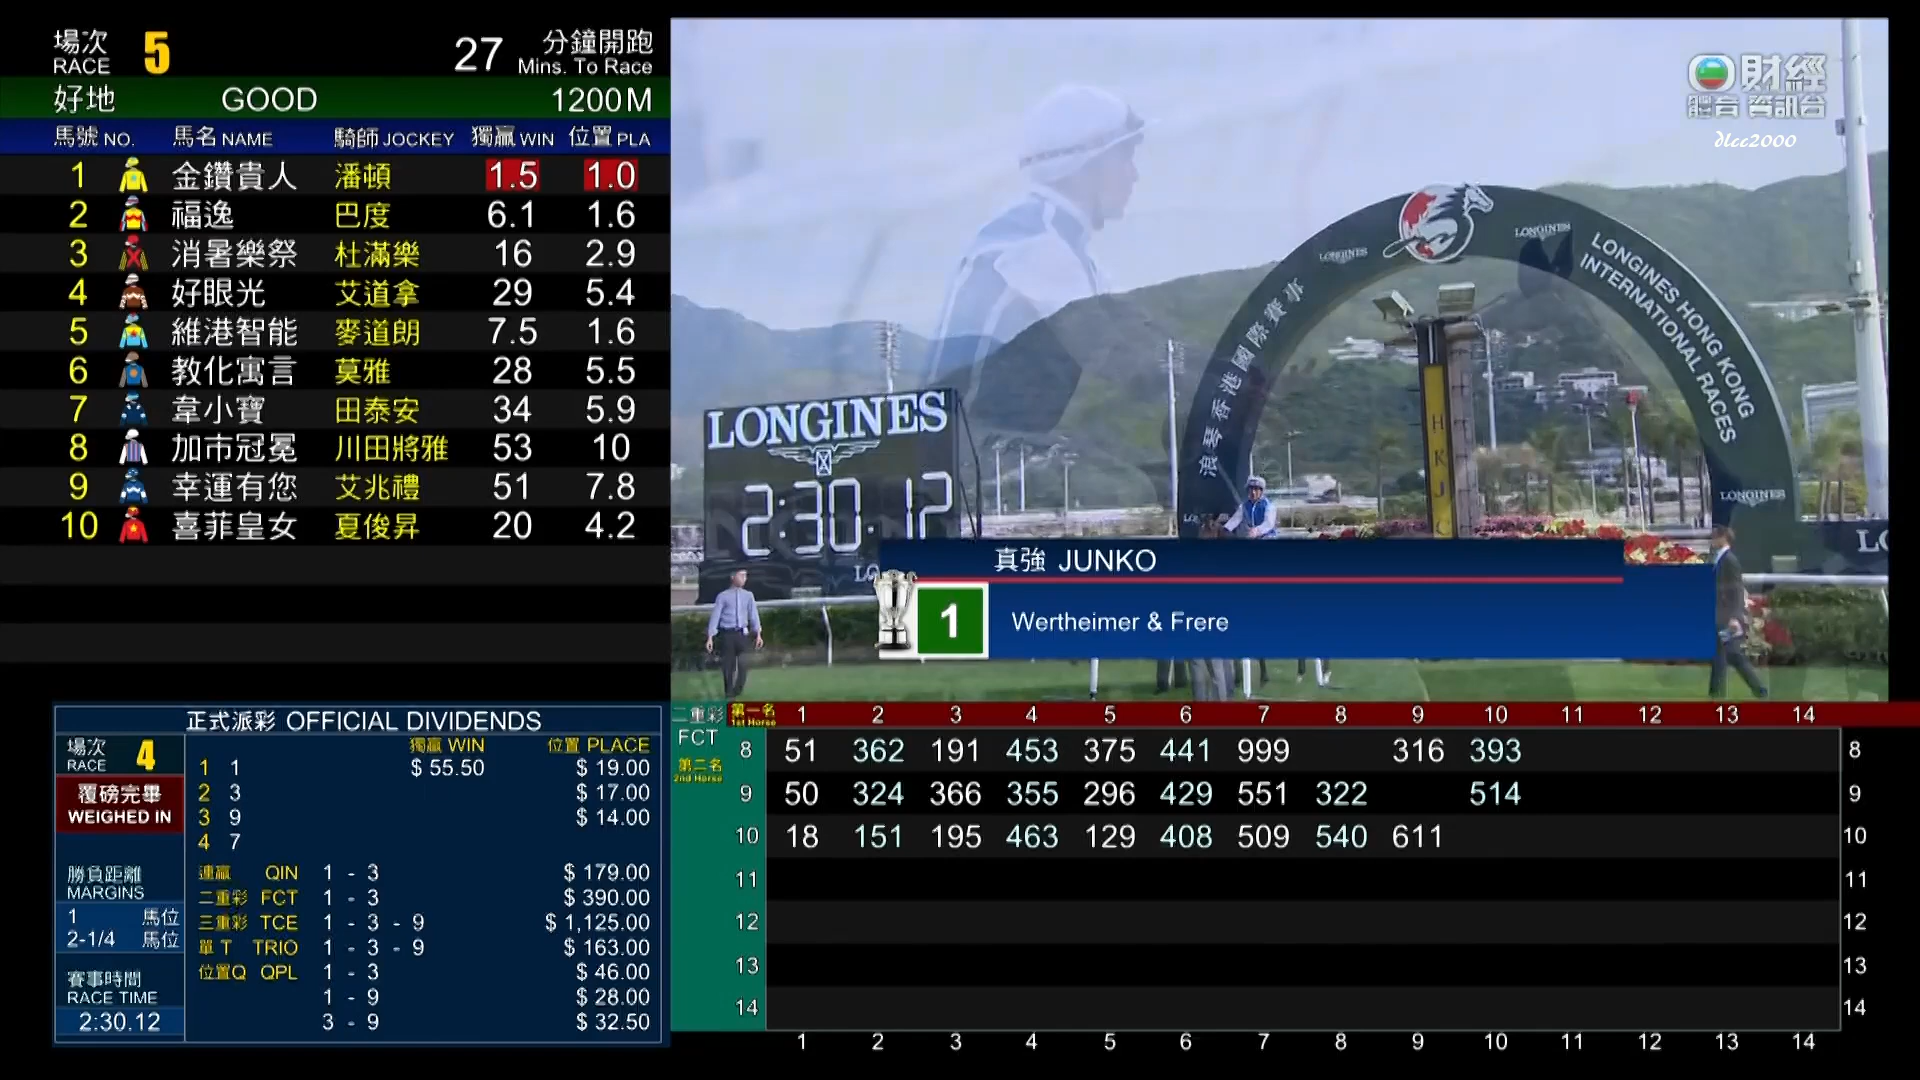 場次
RACE 5
27 分鐘開跑
Mins. To Race
好地 GOOD 1200M
馬號 NO. 馬名 NAME 騎師 JOCKEY 獨贏 WIN 位置 PLA
1 金鑽貴人 潘頓 1.5 1.0
2 福逸 巴度 6.1 1.6
3 消暑樂祭 杜滿樂 16 2.9
4 好眼光 艾道拿 29 5.4
5 維港智能 麥道朗 7.5 1.6
6 教化寓言 莫雅 28 5.5
7 韋小寶 田泰安 34 5.9
8 加市冠冕 川田將雅 53 10
9 幸運有您 艾兆禮 51 7.8
10 喜菲皇女 夏俊昇 20 4.2
財經
體育 資訊台
dlcc2000
LONGINES
LONGINES
浪琴香港國際賽事
LONGINES HONG KONG
INTERNATIONAL RACES
LONGINES
HKJC
LONGINES
2:30.12
真強 JUNKO
1 Wertheimer & Frere
正式派彩 OFFICIAL DIVIDENDS
場次
RACE 4
覆磅完畢
WEIGHED IN
勝負距離
MARGINS
1 馬位
2-1/4 馬位
賽事時間
RACE TIME
2:30.12
獨贏 WIN 位置 PLACE
1 1 $ 55.50 $ 19.00
2 3 $ 17.00
3 9 $ 14.00
4 7
連贏 QIN 1 - 3 $ 179.00
二重彩 FCT 1 - 3 $ 390.00
三重彩 TCE 1 - 3 - 9 $ 1,125.00
單T TRIO 1 - 3 - 9 $ 163.00
位置Q QPL 1 - 3 $ 46.00
1 - 9 $ 28.00
3 - 9 $ 32.50
二重彩
FCT
第一名
1st Horse
第二名
2nd Horse
1 2 3 4 5 6 7 8 9 10 11 12 13 14
8 51 362 191 453 375 441 999 316 393 8
9 50 324 366 355 296 429 551 322 514 9
10 18 151 195 463 129 408 509 540 611 10
11 11
12 12
13 13
14 14
1 2 3 4 5 6 7 8 9 10 11 12 13 14